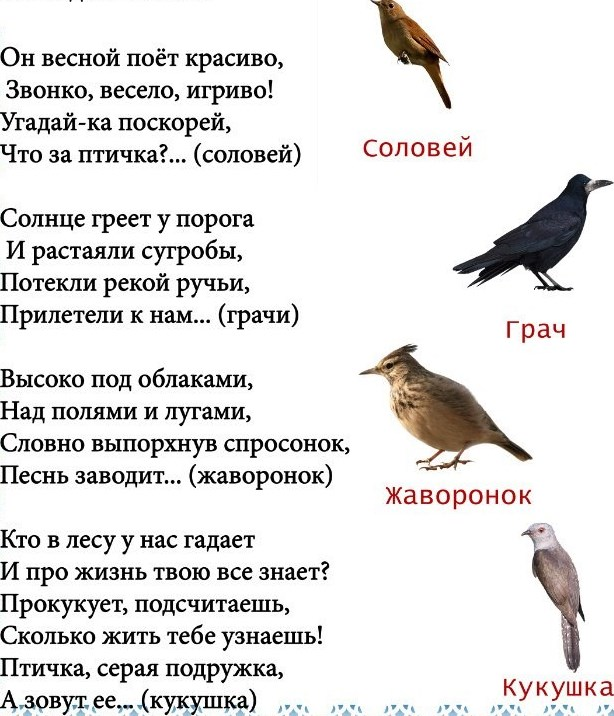 Он весной поёт красиво,
Звонко, весело, игриво!
Угадай-ка поскорей,
Что за птичка?... (соловей)
Соловей
Солнце греет у порога
И растаяли сугробы,
Потекли рекой ручьи,
Прилетели к нам... (грачи)
Грач
Высоко под облаками,
Над полями и лугами,
Словно выпорхнув спросонок,
Песнь заводит... (жаворонок)
Жаворонок
Кто в лесу у нас гадает
И про жизнь твою все знает?
Прокукует, подсчитаешь,
Сколько жить тебе узнаешь!
Птичка, серая подружка,
А зовут ее... (кукушка)
Кукушка